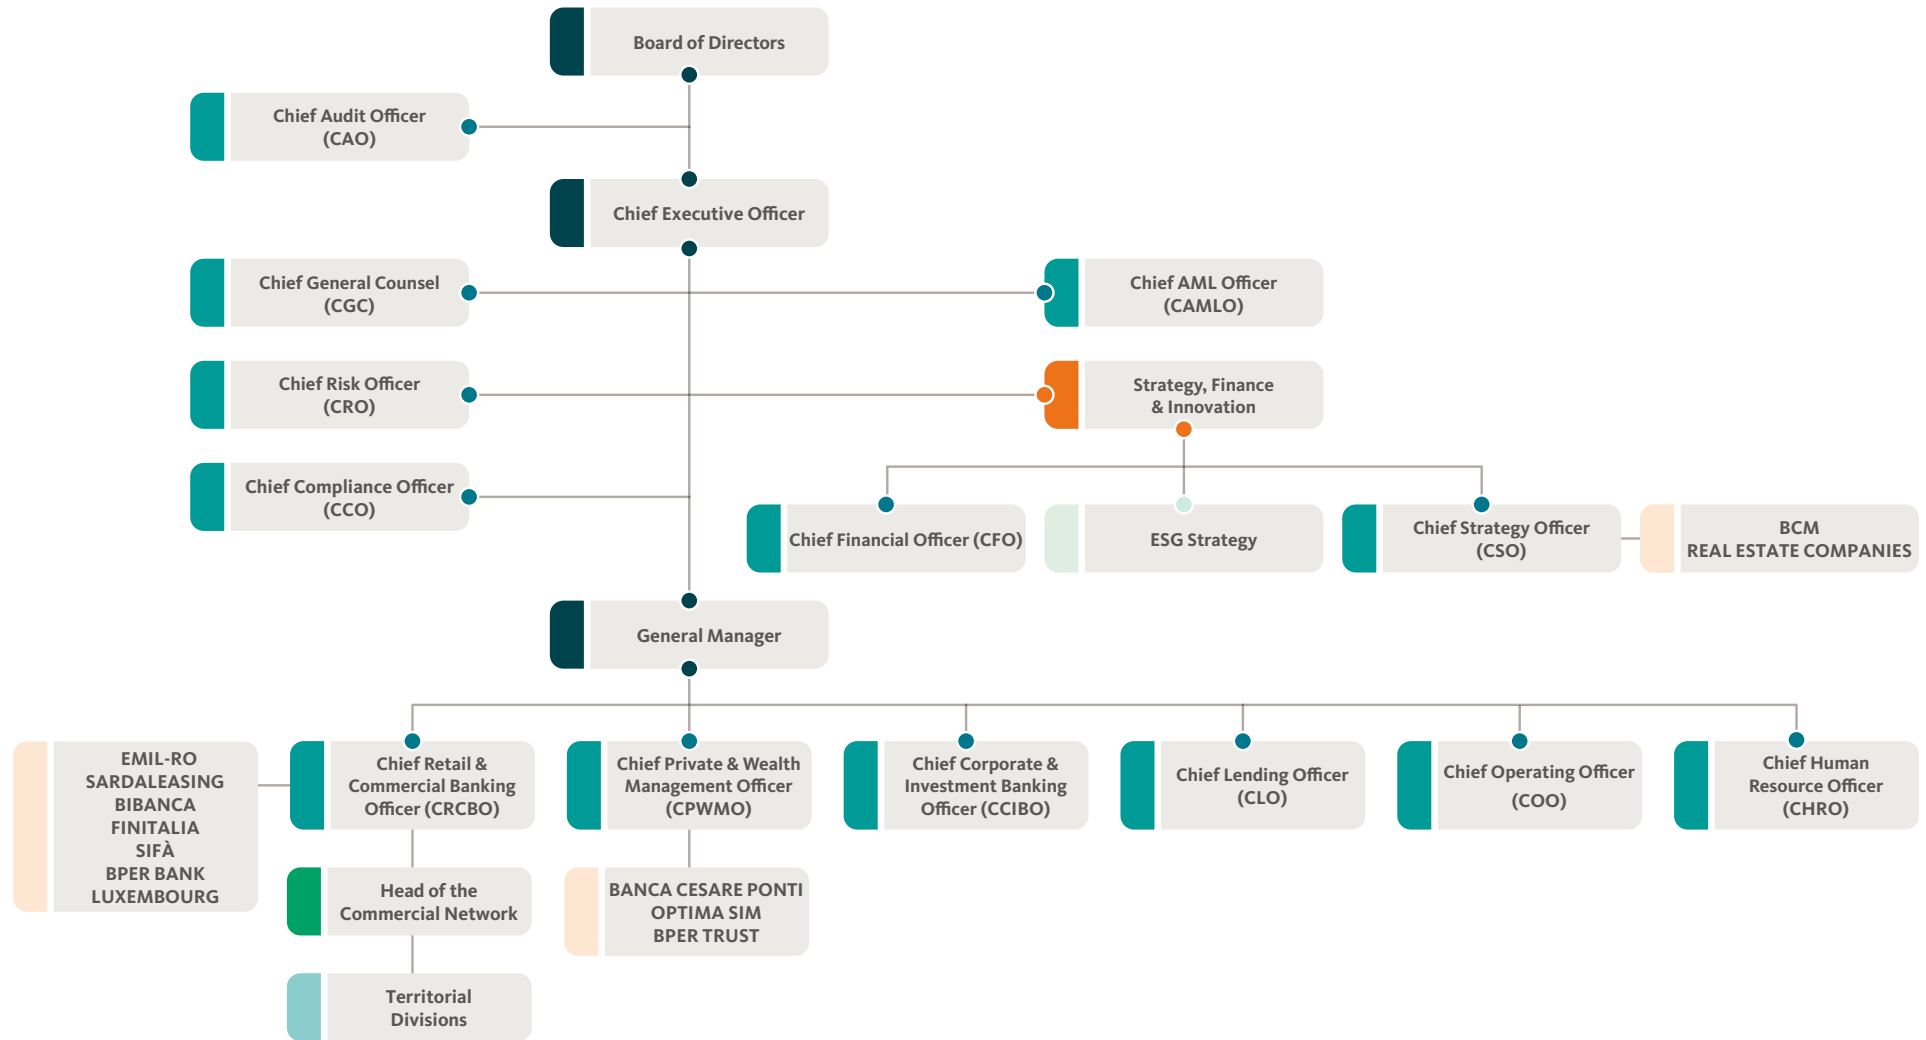 Board of Directors
Chief Audit Officer
(CAO)
Chief Executive Officer
Chief General Counsel
(CGC)
Chief AML Officer
(CAMLO)
Chief Risk Officer
(CRO)
Strategy, Finance
& Innovation
Chief Compliance Officer
(CCO)
Chief Financial Officer (CFO)
ESG Strategy
Chief Strategy Officer
(CSO)
BCM
REAL ESTATE COMPANIES
General Manager
EMIL-RO
SARDALEASING
BIBANCA
FINITALIA
SIFÀ
BPER BANK
LUXEMBOURG
Chief Retail &
Commercial Banking
Officer (CRCBO)
Chief Private & Wealth
Management Officer
(CPWMO)
Chief Corporate &
Investment Banking
Officer (CCIBO)
Chief Lending Officer
(CLO)
Chief Operating Officer
(COO)
Chief Human
Resource Officer
(CHRO)
Head of the
Commercial Network
BANCA CESARE PONTI
OPTIMA SIM
BPER TRUST
Territorial
Divisions